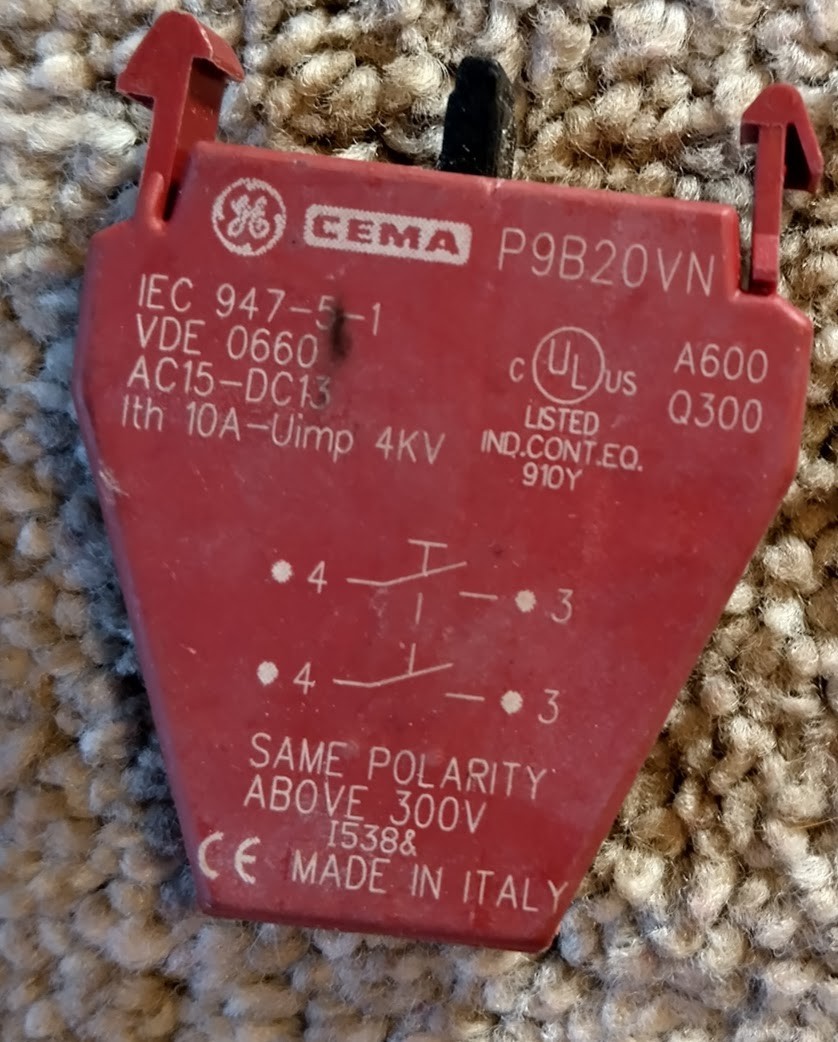 GE CEMA P9B20VN
IEC 947-5-1
VDE 0660
AC15-DC13
Ith 10A-Uimp 4KV
C UL US
LISTED
IND.CONT.EQ.
910Y
A600
Q300
4 3
4 3
SAME POLARITY
ABOVE 300V
I538&
CE MADE IN ITALY